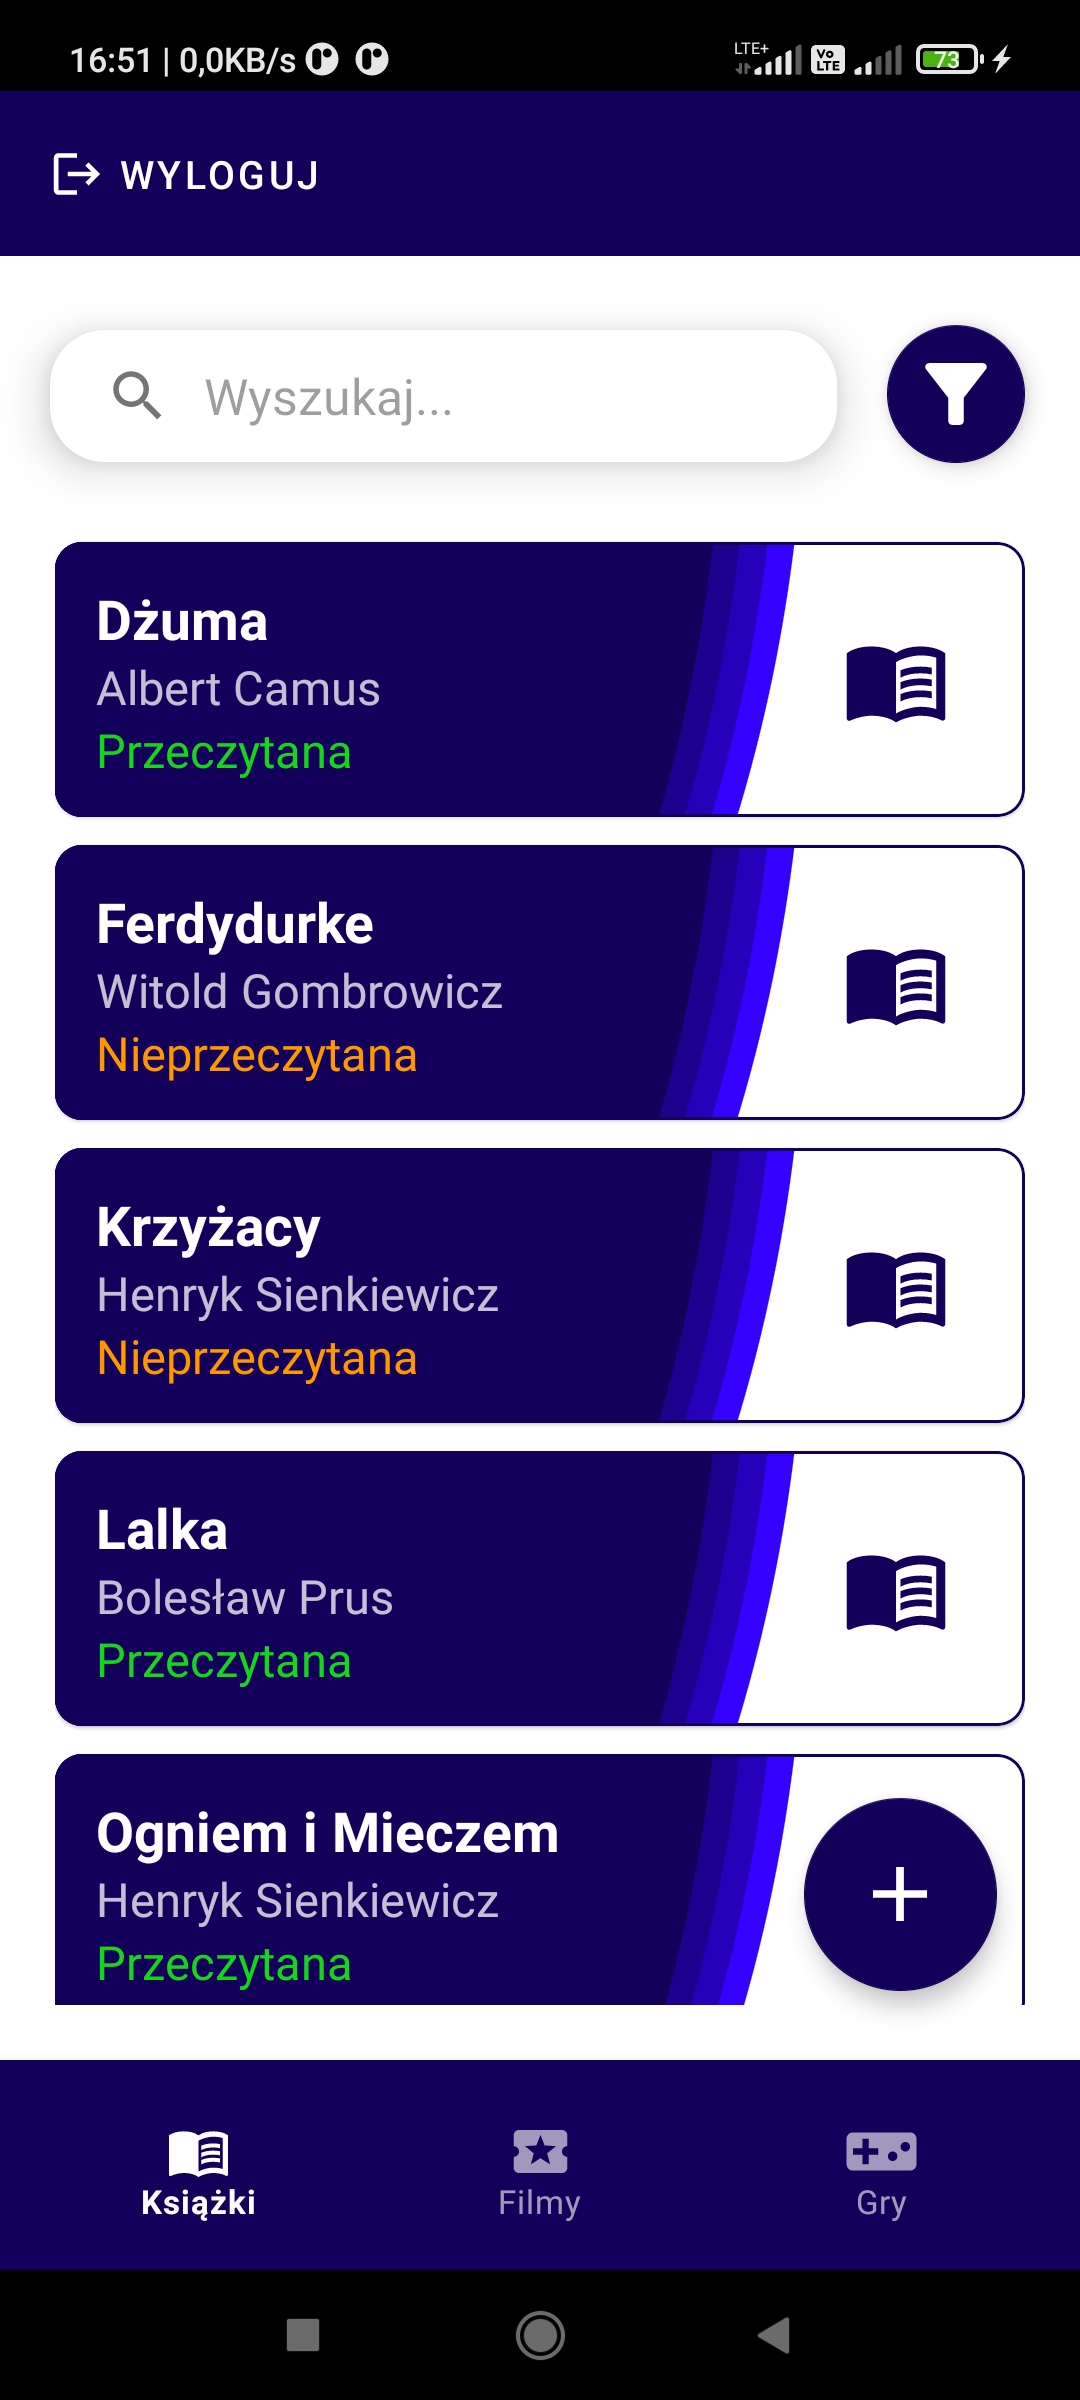 16:51 | 0,0KB/s
LTE+
Vo LTE
73
WYLOGUJ
Wyszukaj...
Dżuma
Albert Camus
Przeczytana
Ferdydurke
Witold Gombrowicz
Nieprzeczytana
Krzyżacy
Henryk Sienkiewicz
Nieprzeczytana
Lalka
Bolesław Prus
Przeczytana
Ogniem i Mieczem
Henryk Sienkiewicz
Przeczytana
Książki
Filmy
Gry